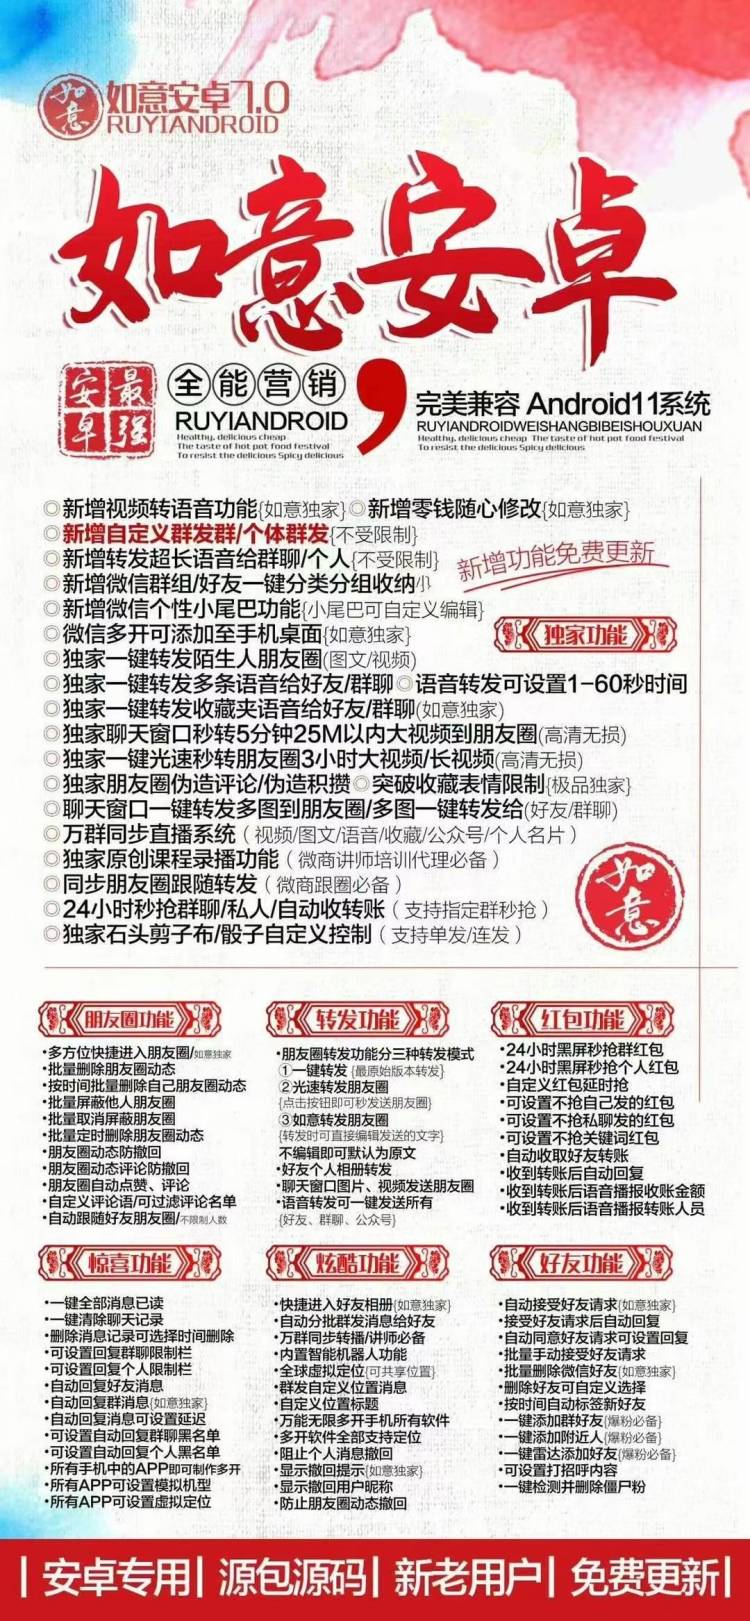 如意
如意安卓7.0
RUYIANDROID
如意安卓
最强安卓
全能营销
RUYIANDROID
Healthy, delicious cheap
The taste of hot pot food festival
To resist the delicious Spicy delicious
完美兼容 Android11系统
RUYIANDROIDWEISHANGBIBEISHOUXUAN
Healthy, delicious cheap The taste of hot pot food festival
To resist the delicious Spicy delicious
◎新增视频转语音功能{如意独家}◎新增零钱随心修改{如意独家}
◎新增自定义群发群/个体群发{不受限制}
◎新增转发超长语音给群聊/个人{不受限制}
新增功能免费更新
◎新增微信群组/好友一键分类分组收纳
◎新增微信个性小尾巴功能{小尾巴可自定义编辑}
◎微信多开可添加至手机桌面{如意独家}
独家功能
◎独家一键转发陌生人朋友圈(图文/视频)
◎独家一键转发多条语音给好友/群聊◎语音转发可设置1-60秒时间
◎独家一键转发收藏夹语音给好友/群聊(如意独家)
◎独家聊天窗口秒转5分钟25M以内大视频到朋友圈(高清无损)
◎独家一键光速秒转朋友圈3小时大视频/长视频(高清无损)
◎独家朋友圈伪造评论/伪造积攒◎突破收藏表情限制{极品独家}
◎聊天窗口一键转发多图到朋友圈/多图一键转发给(好友/群聊)
◎万群同步直播系统（视频/图文/语音/收藏/公众号/个人名片）
◎独家原创课程录播功能（微商讲师培训代理必备）
◎同步朋友圈跟随转发（微商跟圈必备）
◎24小时秒抢群聊/私人/自动收转账（支持指定群秒抢）
◎独家石头剪子布/骰子自定义控制（支持单发/连发）
如意
朋友圈功能
·多方位快捷进入朋友圈/如意独家
·批量删除朋友圈动态
·按时间批量删除自己朋友圈动态
·批量屏蔽他人朋友圈
·批量取消屏蔽朋友圈
·批量定时删除朋友圈动态
·朋友圈动态防撤回
·朋友圈动态评论防撤回
·朋友圈自动点赞、评论
·自定义评论语/可过滤评论名单
·自动跟随好友朋友圈/不限制人数
转发功能
·朋友圈转发功能分三种转发模式
①一键转发{最原始版本转发}
②光速转发朋友圈
{点击按钮即可秒发送朋友圈}
③如意转发朋友圈
{转发时可直接编辑发送的文字}
不编辑即可默认为原文
·好友个人相册转发
·聊天窗口图片、视频发送朋友圈
·语音转发可一键发送所有
{好友、群聊、公众号}
红包功能
·24小时黑屏秒抢群红包
·24小时黑屏秒抢个人红包
·自定义红包延时抢
·可设置不抢自己发的红包
·可设置不抢私聊发的红包
·可设置不抢关键词红包
·自动收取好友转账
·收到转账后自动回复
·收到转账后语音播报收账金额
·收到转账后语音播报转账人员
惊喜功能
·一键全部消息已读
·一键清除聊天记录
·删除消息记录可选择时间删除
·可设置回复群聊限制栏
·可设置回复个人限制栏
·自动回复好友消息
·自动回复群消息{如意独家}
·自动回复消息可设置延迟
·可设置自动回复群聊黑名单
·可设置自动回复个人黑名单
·所有手机中的APP即可制作多开
·所有APP可设置模拟机型
·所有APP可设置虚拟定位
炫酷功能
·快捷进入好友相册{如意独家}
·自动分批群发消息给好友
·万群同步转播/讲师必备
·内置智能机器人功能
·全球虚拟定位{可共享位置}
·群发自定义位置消息
·自定义位置标题
·万能无限多开手机所有软件
·多开软件全部支持定位
·阻止个人消息撤回
·显示撤回提示{如意独家}
·显示撤回用户昵称
·防止朋友圈动态撤回
好友功能
·自动接受好友请求{如意独家}
·接受好友请求后自动回复
·自动同意好友请求可设置回复
·批量手动接受好友请求
·批量删除微信好友{如意独家}
·删除好友可自定义选择
·按时间自动标签新好友
·一键添加群好友{爆粉必备}
·一键添加附近人{爆粉必备}
·一键雷达添加好友{爆粉必备}
·可设置打招呼内容
·一键检测并删除僵尸粉
|安卓专用|源包源码|新老用户|免费更新|